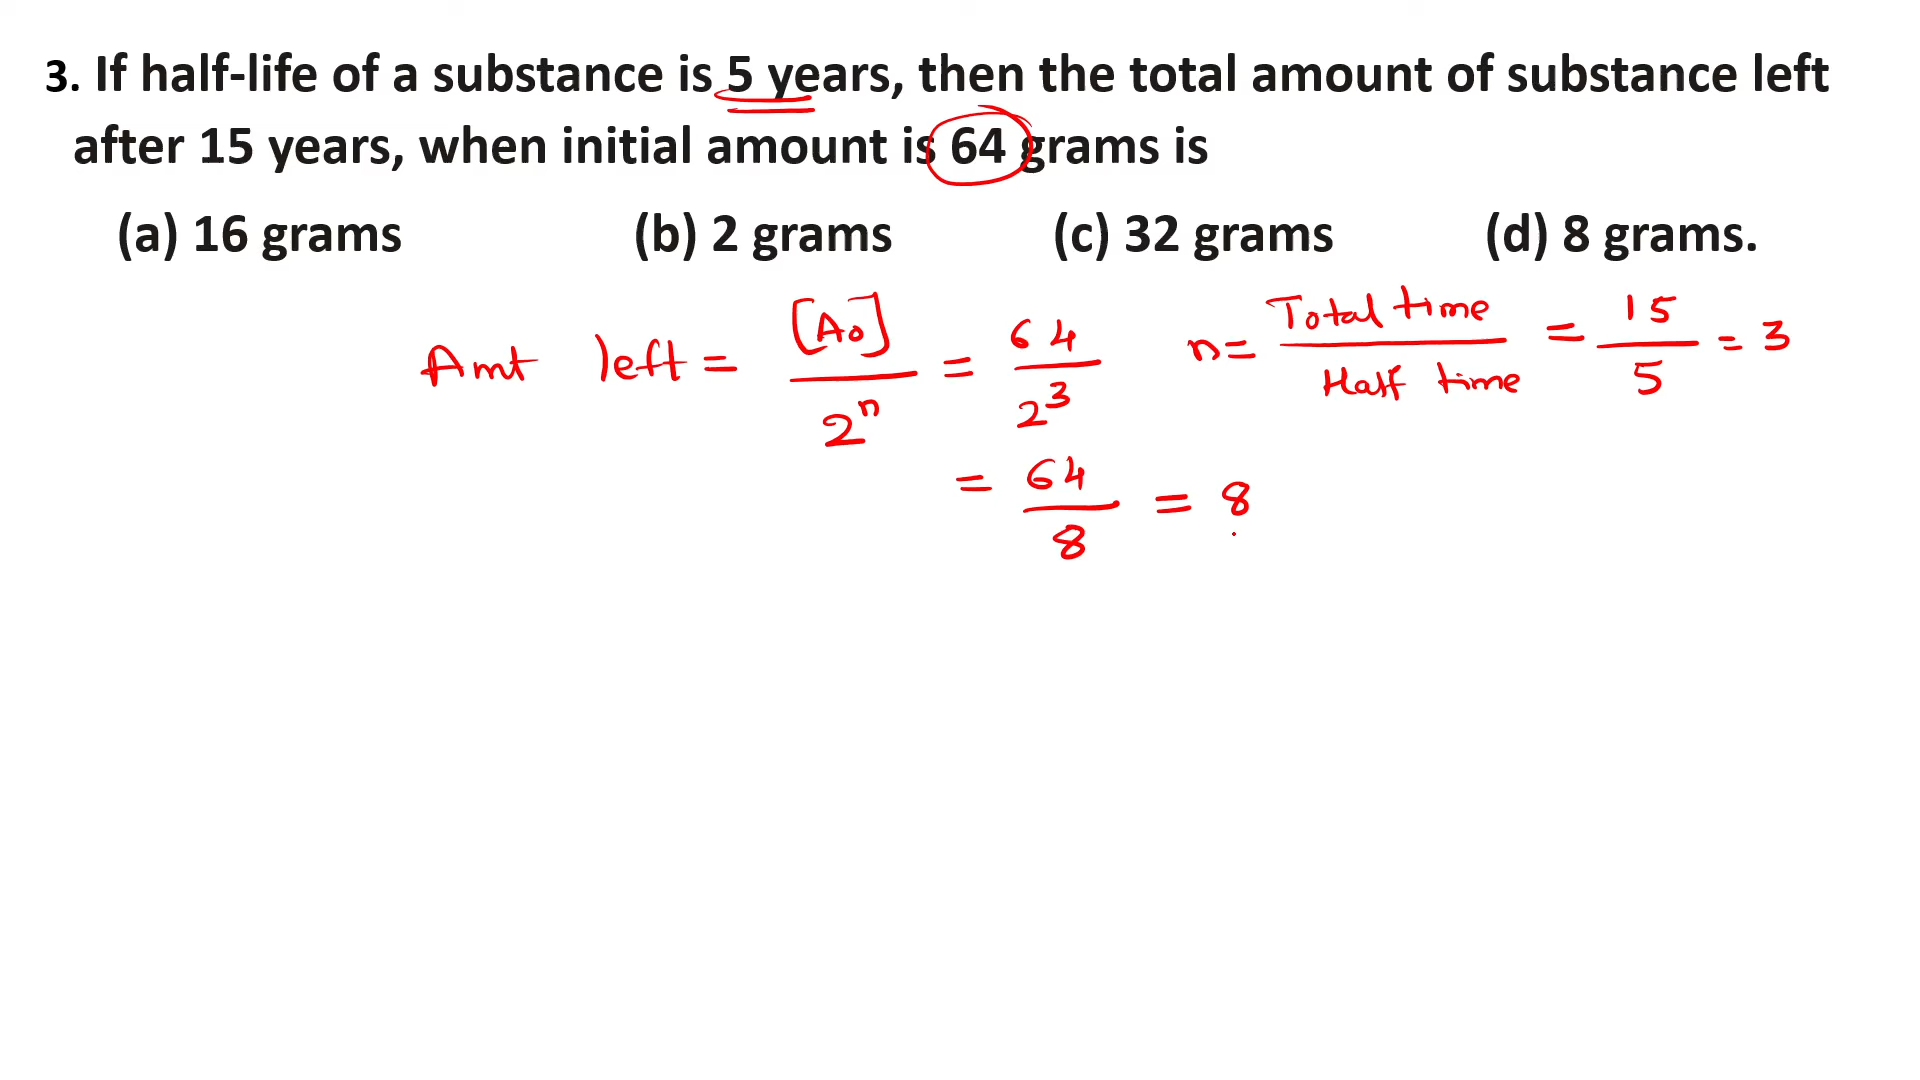 3. If half-life of a substance is 5 years, then the total amount of substance left
after 15 years, when initial amount is 64 grams is
(a) 16 grams (b) 2 grams (c) 32 grams (d) 8 grams.
Amt left = [A₀] / 2ⁿ = 64 / 2³ n = Total time / Half time = 15 / 5 = 3
= 64 / 8 = 8